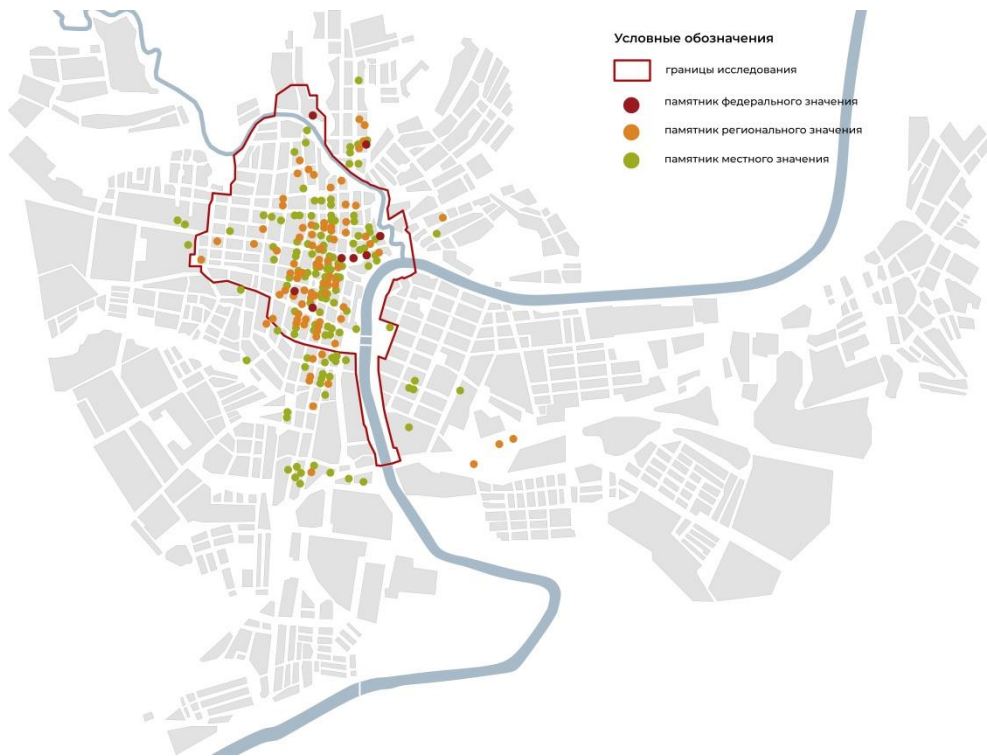 Условные обозначения
границы исследования
памятник федерального значения
памятник регионального значения
памятник местного значения